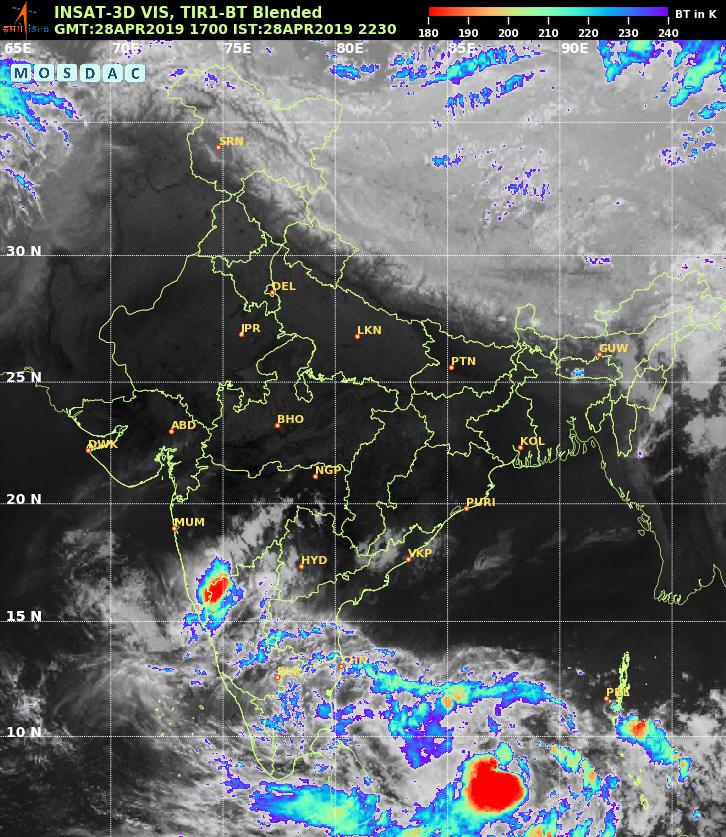 INSAT-3D VIS, TIR1-BT Blended
GMT:28APR2019 1700 IST:28APR2019 2230
BT in K
180 190 200 210 220 230 240
65E 70E 75E 80E 85E 90E
M O S D A C
SRN
30 N
DEL
JPR
LKN
GUW
PTN
25 N
BHO
ABD
DWK
KOL
NGP
20 N
PURI
MUM
VKP
HYD
15 N
PBL
10 N